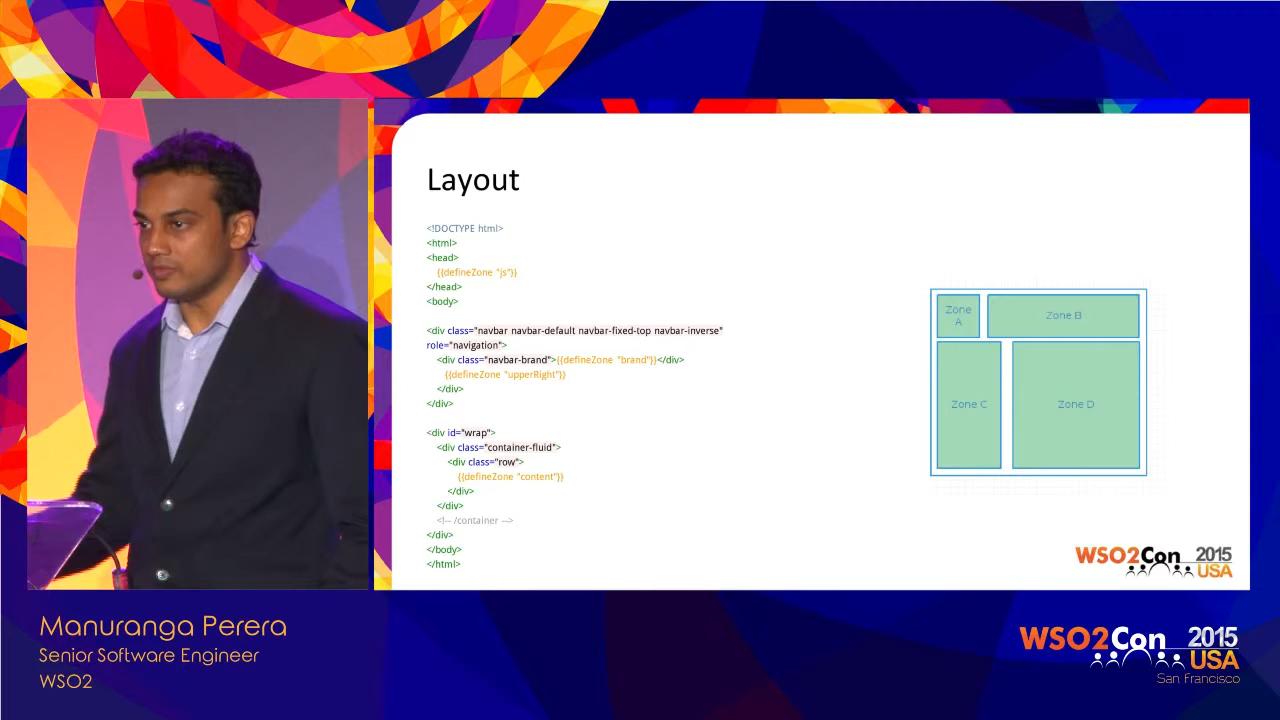 Layout
<!DOCTYPE html>
<html>
<head>
{{defineZone "js"}}
</head>
<body>
<div class="navbar navbar-default navbar-fixed-top navbar-inverse"
role="navigation">
<div class="navbar-brand">{{defineZone "brand"}}</div>
{{defineZone "upperRight"}}
</div>
</div>
<div id="wrap">
<div class="container-fluid">
<div class="row">
{{defineZone "content"}}
</div>
</div>
<!-- /container -->
</div>
</body>
</html>
Zone
A
Zone B
Zone C
Zone D
WSO2Con 2015
USA
Manuranga Perera
Senior Software Engineer
WSO2
WSO2Con 2015
USA
San Francisco